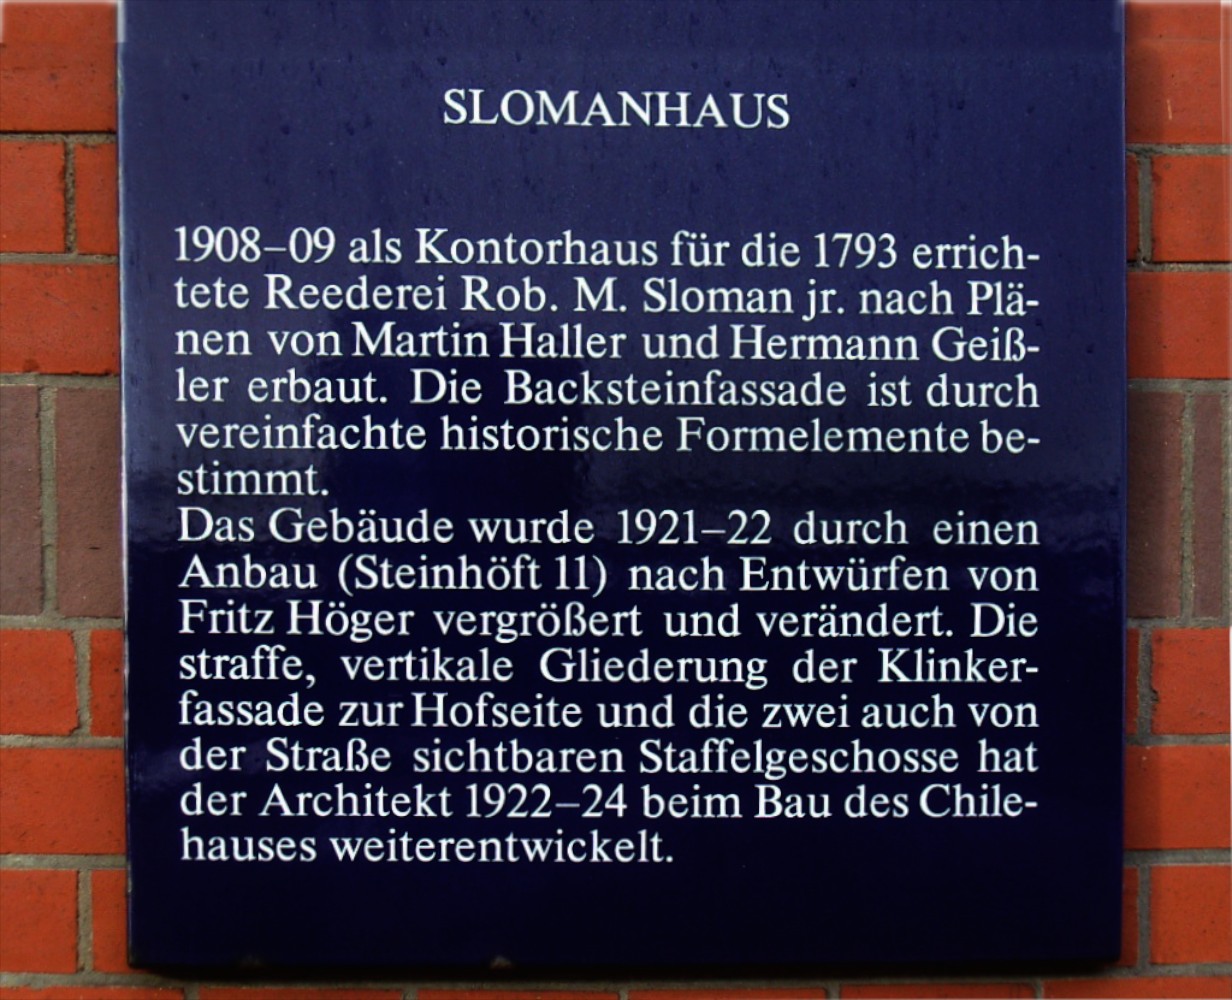 SLOMANHAUS
1908–09 als Kontorhaus für die 1793 errich-
tete Reederei Rob. M. Sloman jr. nach Plä-
nen von Martin Haller und Hermann Geiß-
ler erbaut. Die Backsteinfassade ist durch
vereinfachte historische Formelemente be-
stimmt.
Das Gebäude wurde 1921–22 durch einen
Anbau (Steinhöft 11) nach Entwürfen von
Fritz Höger vergrößert und verändert. Die
straffe, vertikale Gliederung der Klinker-
fassade zur Hofseite und die zwei auch von
der Straße sichtbaren Staffelgeschosse hat
der Architekt 1922–24 beim Bau des Chile-
hauses weiterentwickelt.